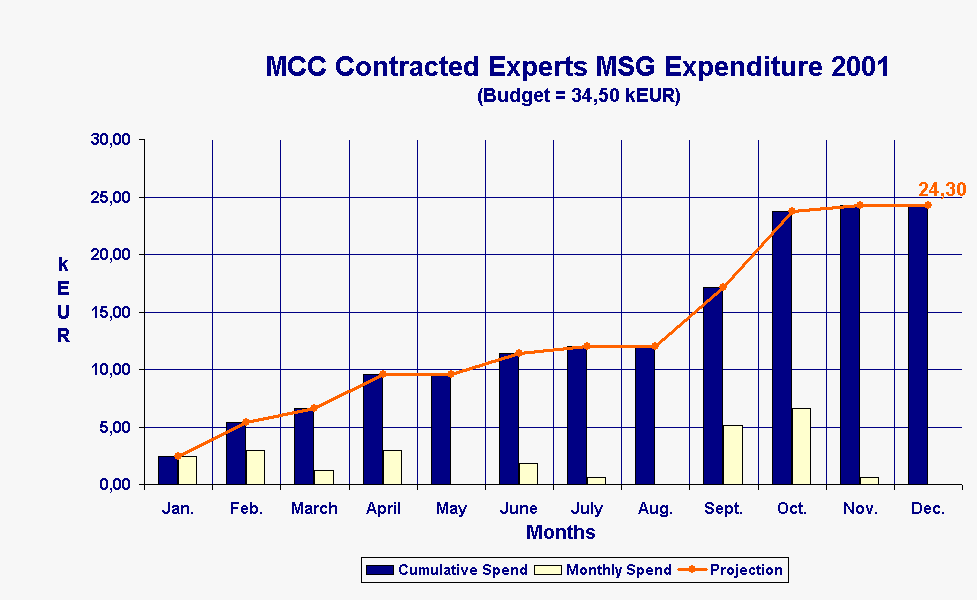 MCC Contracted Experts MSG Expenditure 2001
(Budget = 34,50 kEUR)
30,00
25,00
20,00
15,00
10,00
5,00
0,00
k
E
U
R
24,30
Jan. Feb. March April May June July Aug. Sept. Oct. Nov. Dec.
Months
Cumulative Spend Monthly Spend Projection